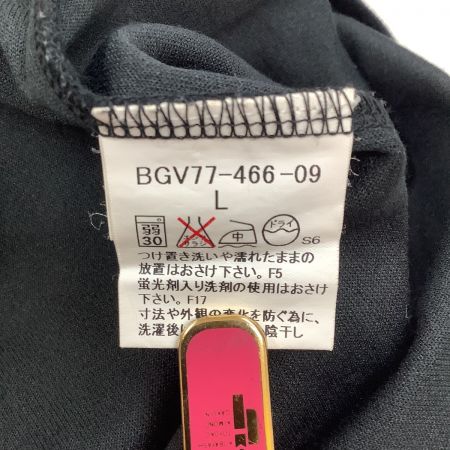 BGV77-466-09
L
弱
30
中
ドライ
S6
つけ置き洗いや濡れたままの
放置はおさけ下さい。F5
蛍光剤入り洗剤の使用はおさけ
下さい。F17
寸法や外観の変化を防ぐ為に、
洗濯後は 陰干し